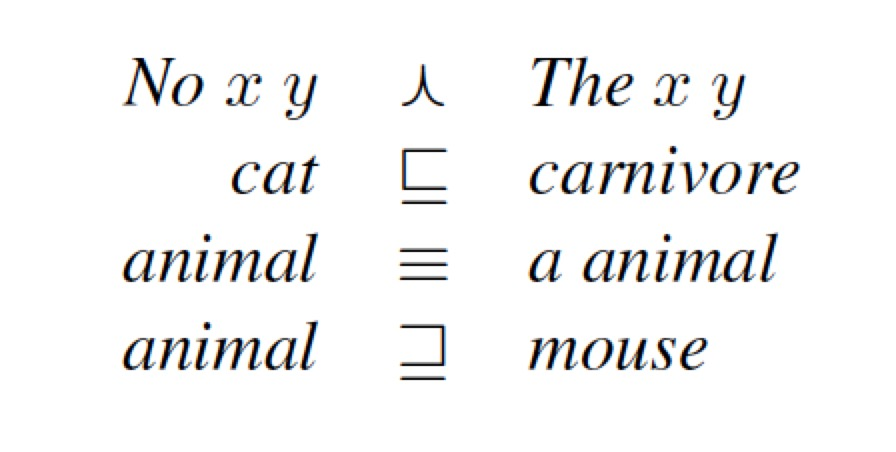 No x y ⋏ The x y
cat ⊑ carnivore
animal ≡ a animal
animal ⊒ mouse